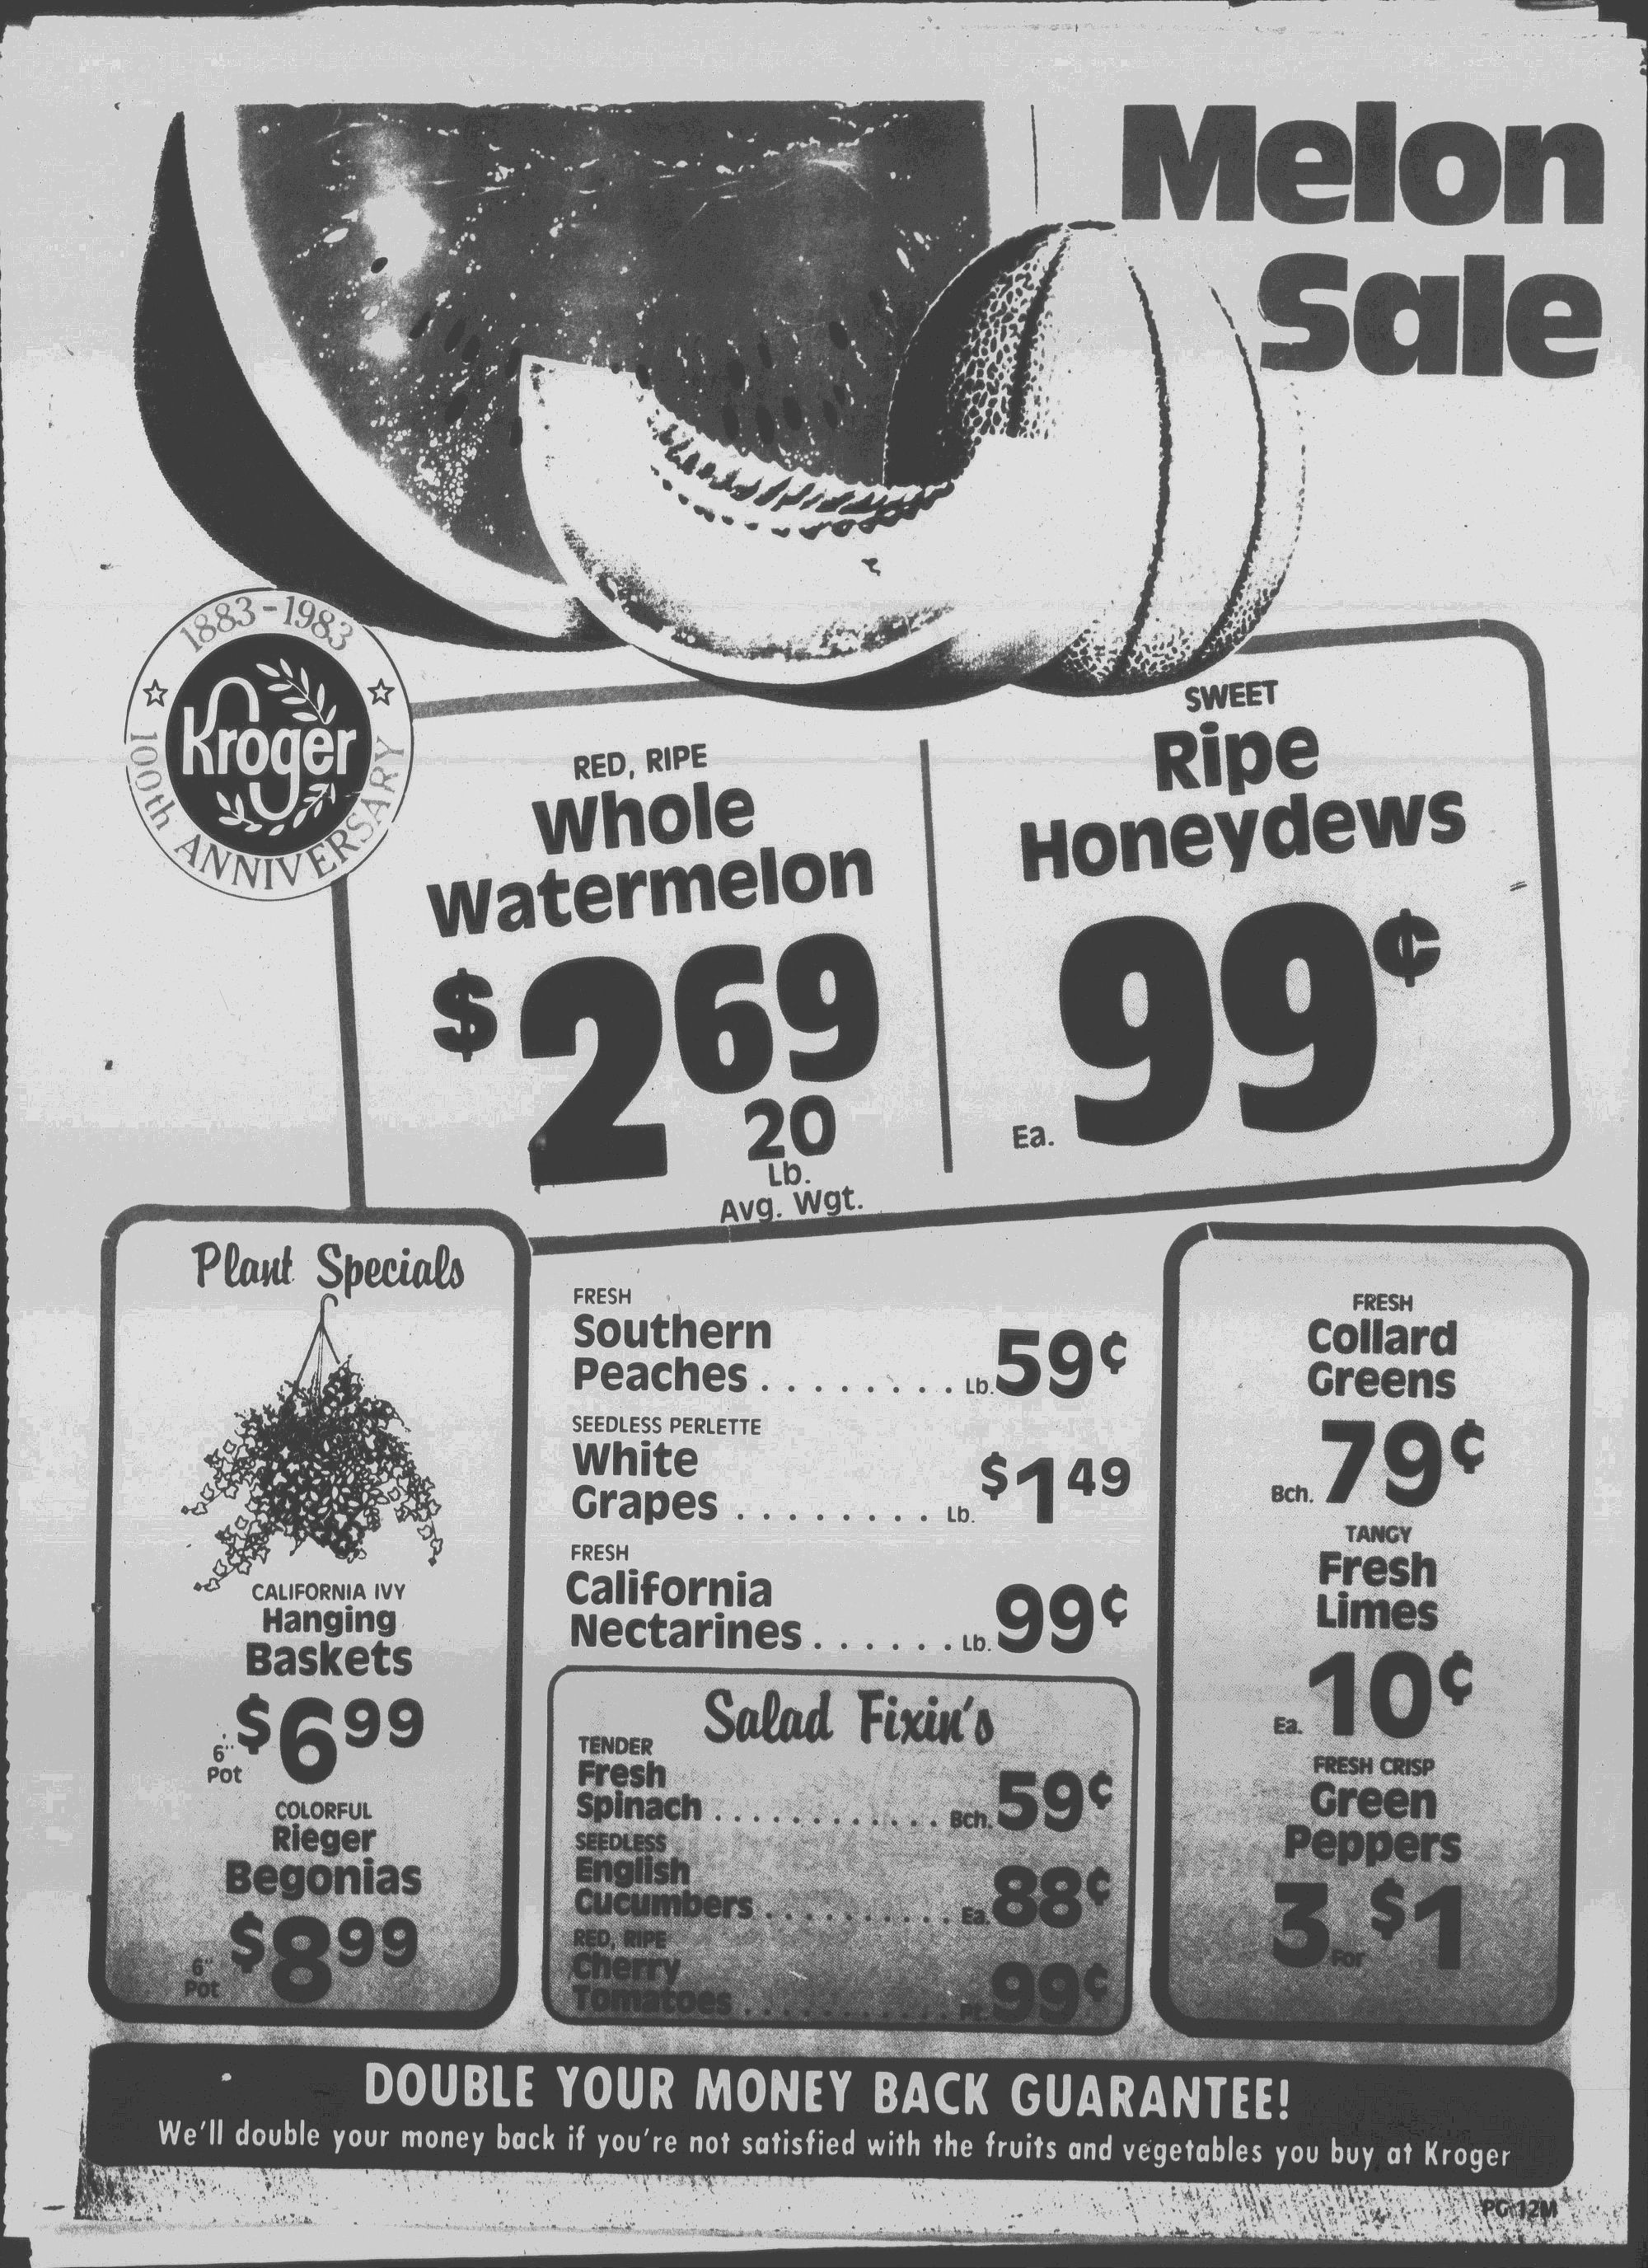 Melon
Sale
1883-1983
Kroger
100th ANNIVERSARY
RED, RIPE
Whole
Watermelon
$2 69
20
Lb.
Avg. Wgt.
SWEET
Ripe
Honeydews
Ea. 99¢
Plant Specials
CALIFORNIA IVY
Hanging
Baskets
6" Pot $6 99
COLORFUL
Rieger
Begonias
6" Pot $8 99
FRESH
Southern
Peaches . . . . . . . . . Lb. 59¢
SEEDLESS PERLETTE
White
Grapes . . . . . . . . . Lb. $1 49
FRESH
California
Nectarines . . . . . . Lb. 99¢
Salad Fixin's
TENDER
Fresh
Spinach . . . . . . . . . . . . Bch. 59¢
SEEDLESS
English
Cucumbers . . . . . . . . . . Ea. 88¢
RED, RIPE
Cherry
Tomatoes . . . . . . . . . . . Pt. 99¢
FRESH
Collard
Greens
Bch. 79¢
TANGY
Fresh
Limes
Ea. 10¢
FRESH CRISP
Green
Peppers
3 For $1
DOUBLE YOUR MONEY BACK GUARANTEE!
We'll double your money back if you're not satisfied with the fruits and vegetables you buy at Kroger
PG 12M